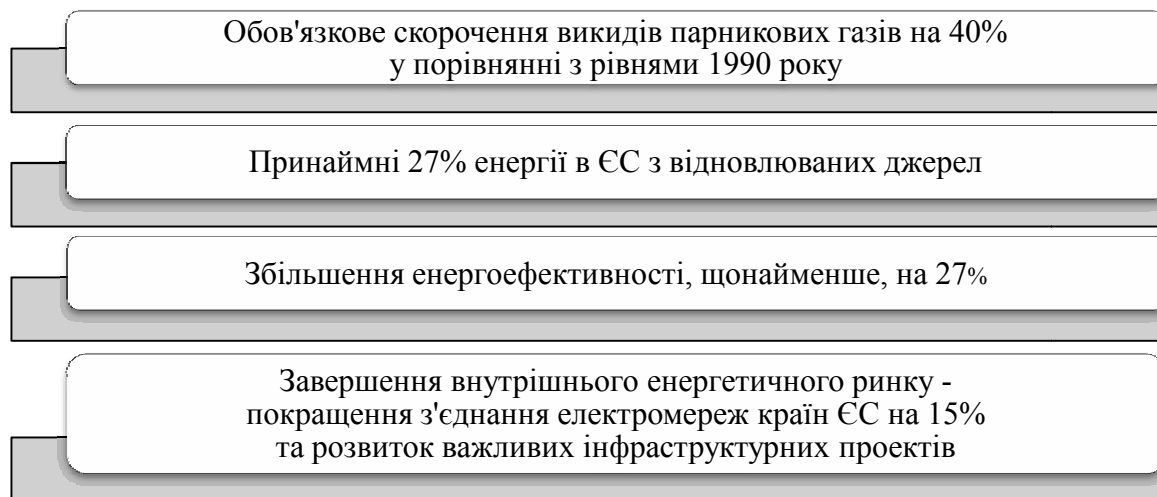 Обов'язкове скорочення викидів парникових газів на 40%
у порівнянні з рівнями 1990 року
Принаймні 27% енергії в ЄС з відновлюваних джерел
Збільшення енергоефективності, щонайменше, на 27%
Завершення внутрішнього енергетичного ринку -
покращення з'єднання електромереж країн ЄС на 15%
та розвиток важливих інфраструктурних проектів